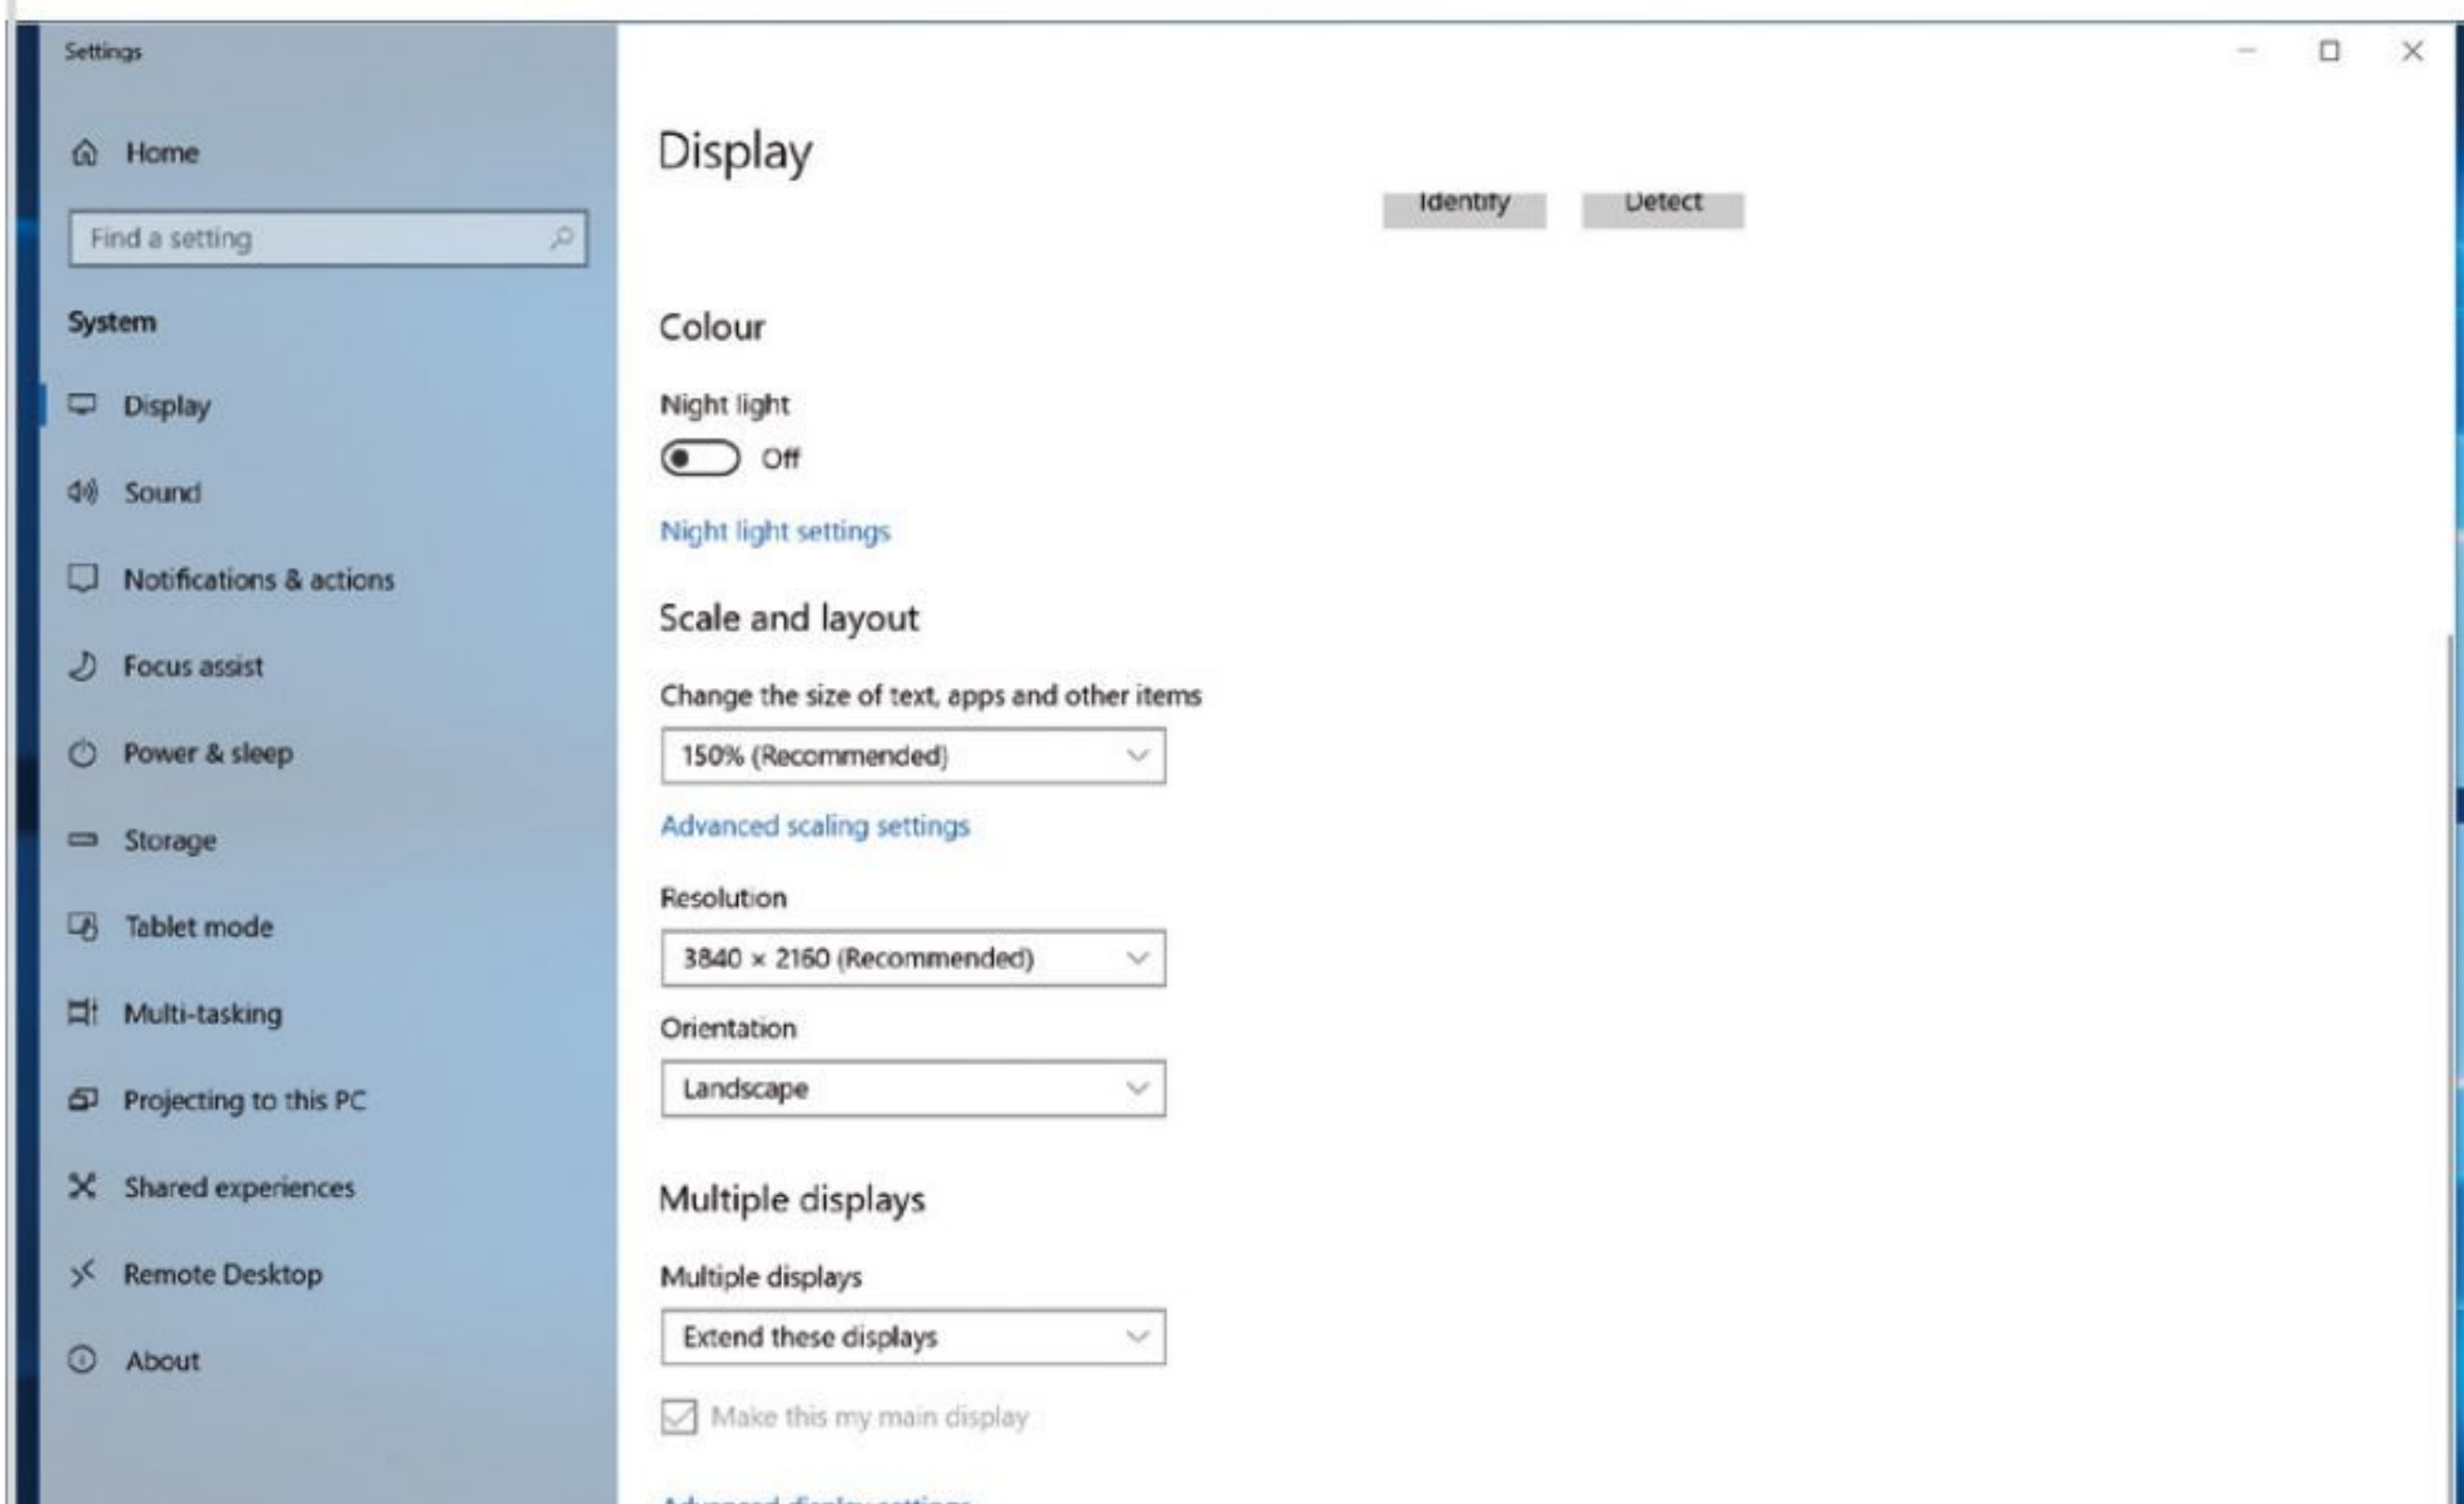 Settings
Home
Find a setting
System
Display
Sound
Notifications & actions
Focus assist
Power & sleep
Storage
Tablet mode
Multi-tasking
Projecting to this PC
Shared experiences
Remote Desktop
About
Display
Identify Detect
Colour
Night light
Off
Night light settings
Scale and layout
Change the size of text, apps and other items
150% (Recommended)
Advanced scaling settings
Resolution
3840 × 2160 (Recommended)
Orientation
Landscape
Multiple displays
Multiple displays
Extend these displays
Make this my main display
Advanced display settings